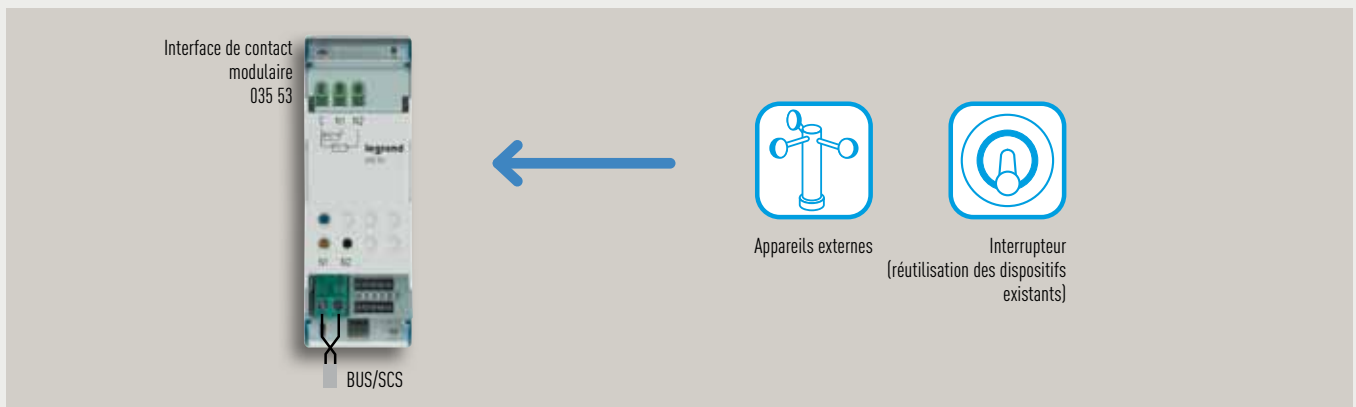 Interface de contact
modulaire
035 53
C N1 N2
legrand
N1 N2
BUS/SCS
Appareils externes
Interrupteur
(réutilisation des dispositifs
existants)